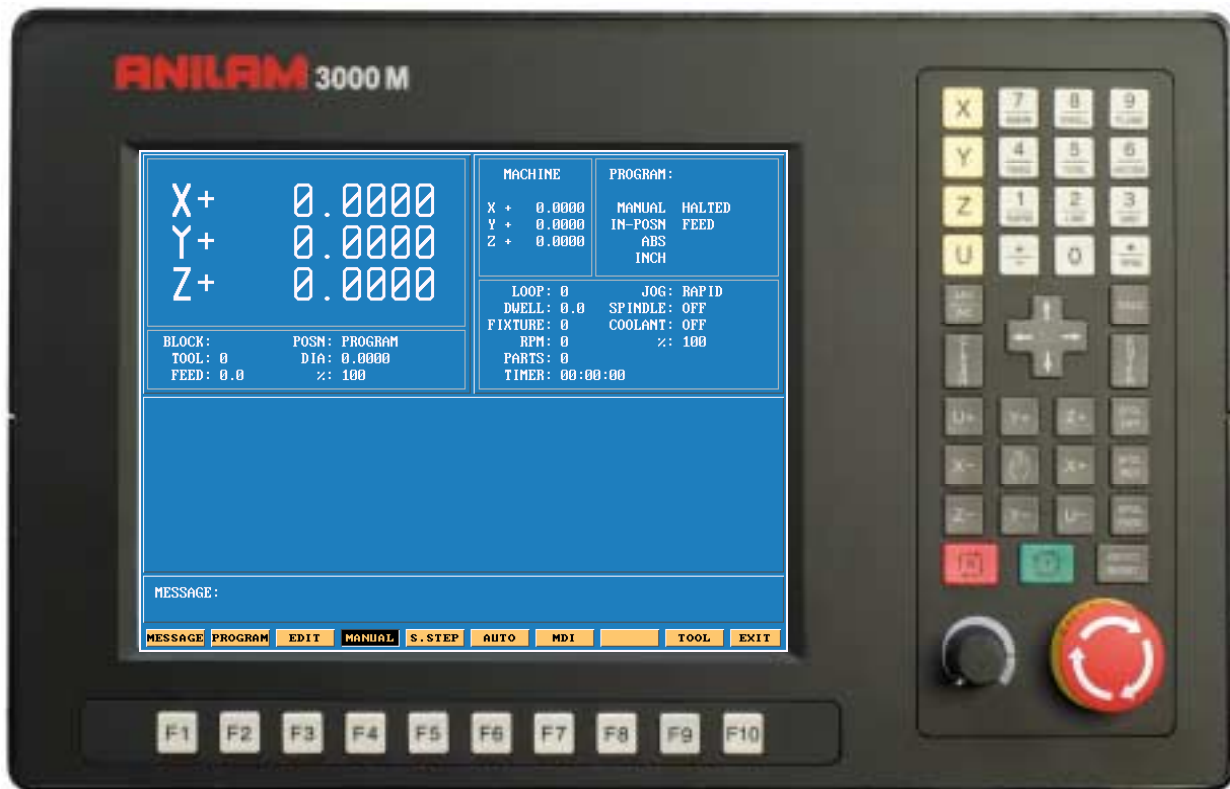 ANILAM 3000 M
X+ 0.0000
Y+ 0.0000
Z+ 0.0000
BLOCK: POSN: PROGRAM
TOOL: 0 DIA: 0.0000
FEED: 0.0 %: 100
MACHINE
X + 0.0000
Y + 0.0000
Z + 0.0000
PROGRAM:
MANUAL HALTED
IN-POSN FEED
ABS
INCH
LOOP: 0 JOG: RAPID
DWELL: 0.0 SPINDLE: OFF
FIXTURE: 0 COOLANT: OFF
RPM: 0 %: 100
PARTS: 0
TIMER: 00:00:00
MESSAGE:
MESSAGE PROGRAM EDIT MANUAL S.STEP AUTO MDI TOOL EXIT
F1 F2 F3 F4 F5 F6 F7 F8 F9 F10
X 7 8 9
Y 4 5 6
Z 1 2 3
U 0
U+ Y+ Z+
X- X+
Z- Y- U-